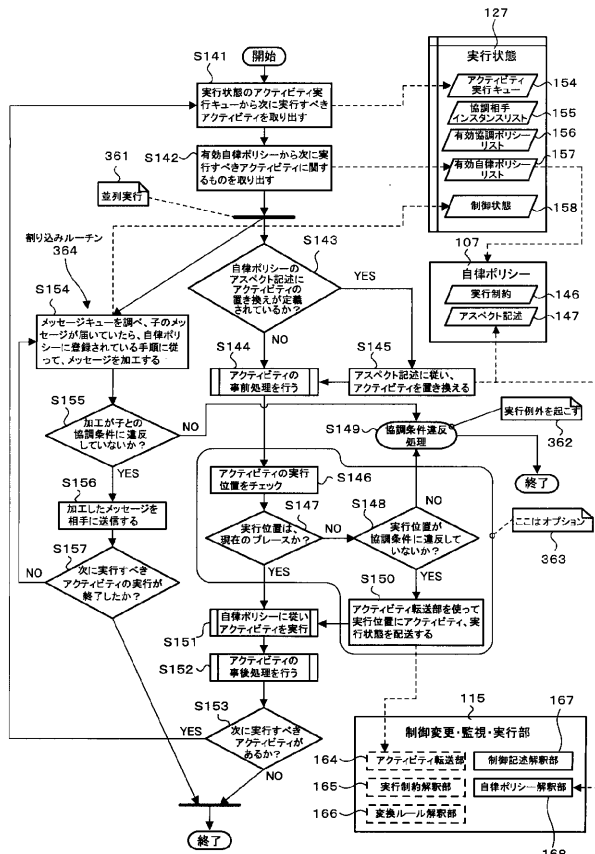 127
実行状態
アクティビティ
実行キュー
154
協調相手
インスタンスリスト
155
有効協調ポリシー
リスト
156
有効自律ポリシー
リスト
157
制御状態
158
開始
S141
実行状態のアクティビティ実
行キューから次に実行すべき
アクティビティを取り出す
S142
有効自律ポリシーから次に実
行すべきアクティビティに関す
るものを取り出す
361
並列実行
割り込みルーチン
364
S143
自律ポリシーの
アスペクト記述に
アクティビティの
置き換えが定義
されているか?
YES
NO
107
自律ポリシー
実行制約
146
アスペクト記述
147
S154
メッセージキューを調べ、子のメッ
セージが届いていたら、自律ポリ
シーに登録されている手順に従
って、メッセージを加工する
S144
アクティビティの
事前処理を行う
S145
アスペクト記述に従い、
アクティビティを置き換える
S155
加工が子との
協調条件に違反
していないか?
NO
YES
S149
協調条件違反
処理
実行例外を起こす
362
終了
S156
加工したメッセージを
相手に送信する
アクティビティの実行
位置をチェック
S146
S147
実行位置は、
現在のプレースか?
NO
YES
S148
実行位置が
協調条件に違反して
いないか?
NO
YES
ここはオプション
363
S157
次に実行すべき
アクティビティの実行が
終了したか?
NO
YES
S150
アクティビティ転送部を使って
実行位置にアクティビティ、実
行状態を配送する
S151
自律ポリシーに従い
アクティビティを実行
S152
アクティビティの
事後処理を行う
S153
次に実行すべき
アクティビティが
あるか?
YES
NO
終了
115
167
制御変更・監視・実行部
164
アクティビティ転送部
制御記述解釈部
165
実行制約解釈部
自律ポリシー解釈部
166
変換ルール解釈部
168